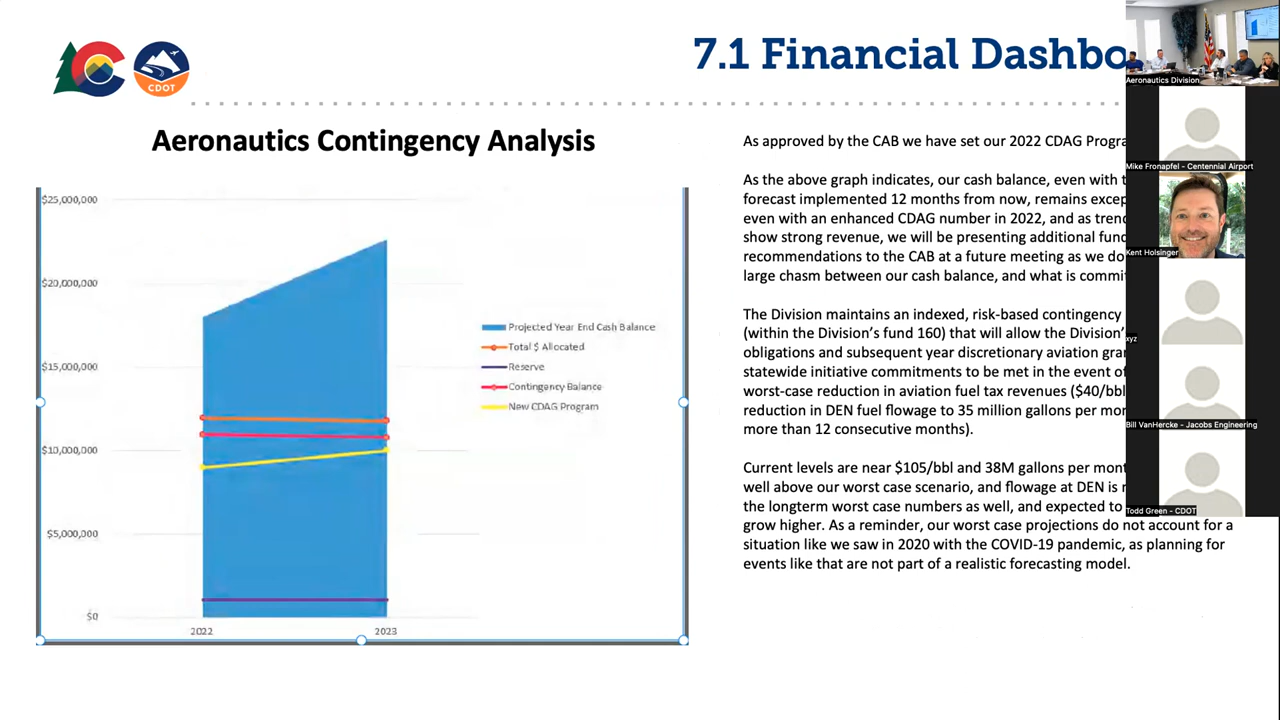 7.1 Financial Dashbo
CDOT
Aeronautics Division
Aeronautics Contingency Analysis
$25,000,000
$20,000,000
$15,000,000
$10,000,000
$5,000,000
$0
2022
2023
Projected Year End Cash Balance
Total $ Allocated
Reserve
Contingency Balance
New CDAG Program
As approved by the CAB we have set our 2022 CDAG Progra
As the above graph indicates, our cash balance, even with
forecast implemented 12 months from now, remains excep
even with an enhanced CDAG number in 2022, and as tren
show strong revenue, we will be presenting additional fun
recommendations to the CAB at a future meeting as we do
large chasm between our cash balance, and what is commi
The Division maintains an indexed, risk-based contingency
(within the Division's fund 160) that will allow the Division'
obligations and subsequent year discretionary aviation gra
statewide initiative commitments to be met in the event of
worst-case reduction in aviation fuel tax revenues ($40/bbl
reduction in DEN fuel flowage to 35 million gallons per mo
more than 12 consecutive months).
Current levels are near $105/bbl and 38M gallons per mont
well above our worst case scenario, and flowage at DEN is
the longterm worst case numbers as well, and expected to
grow higher. As a reminder, our worst case projections do not account for a
situation like we saw in 2020 with the COVID-19 pandemic, as planning for
events like that are not part of a realistic forecasting model.
Mike Fronapfel - Centennial Airport
Kent Holsinger
xyz
Bill VanHercke - Jacobs Engineering
Todd Green - CDOT